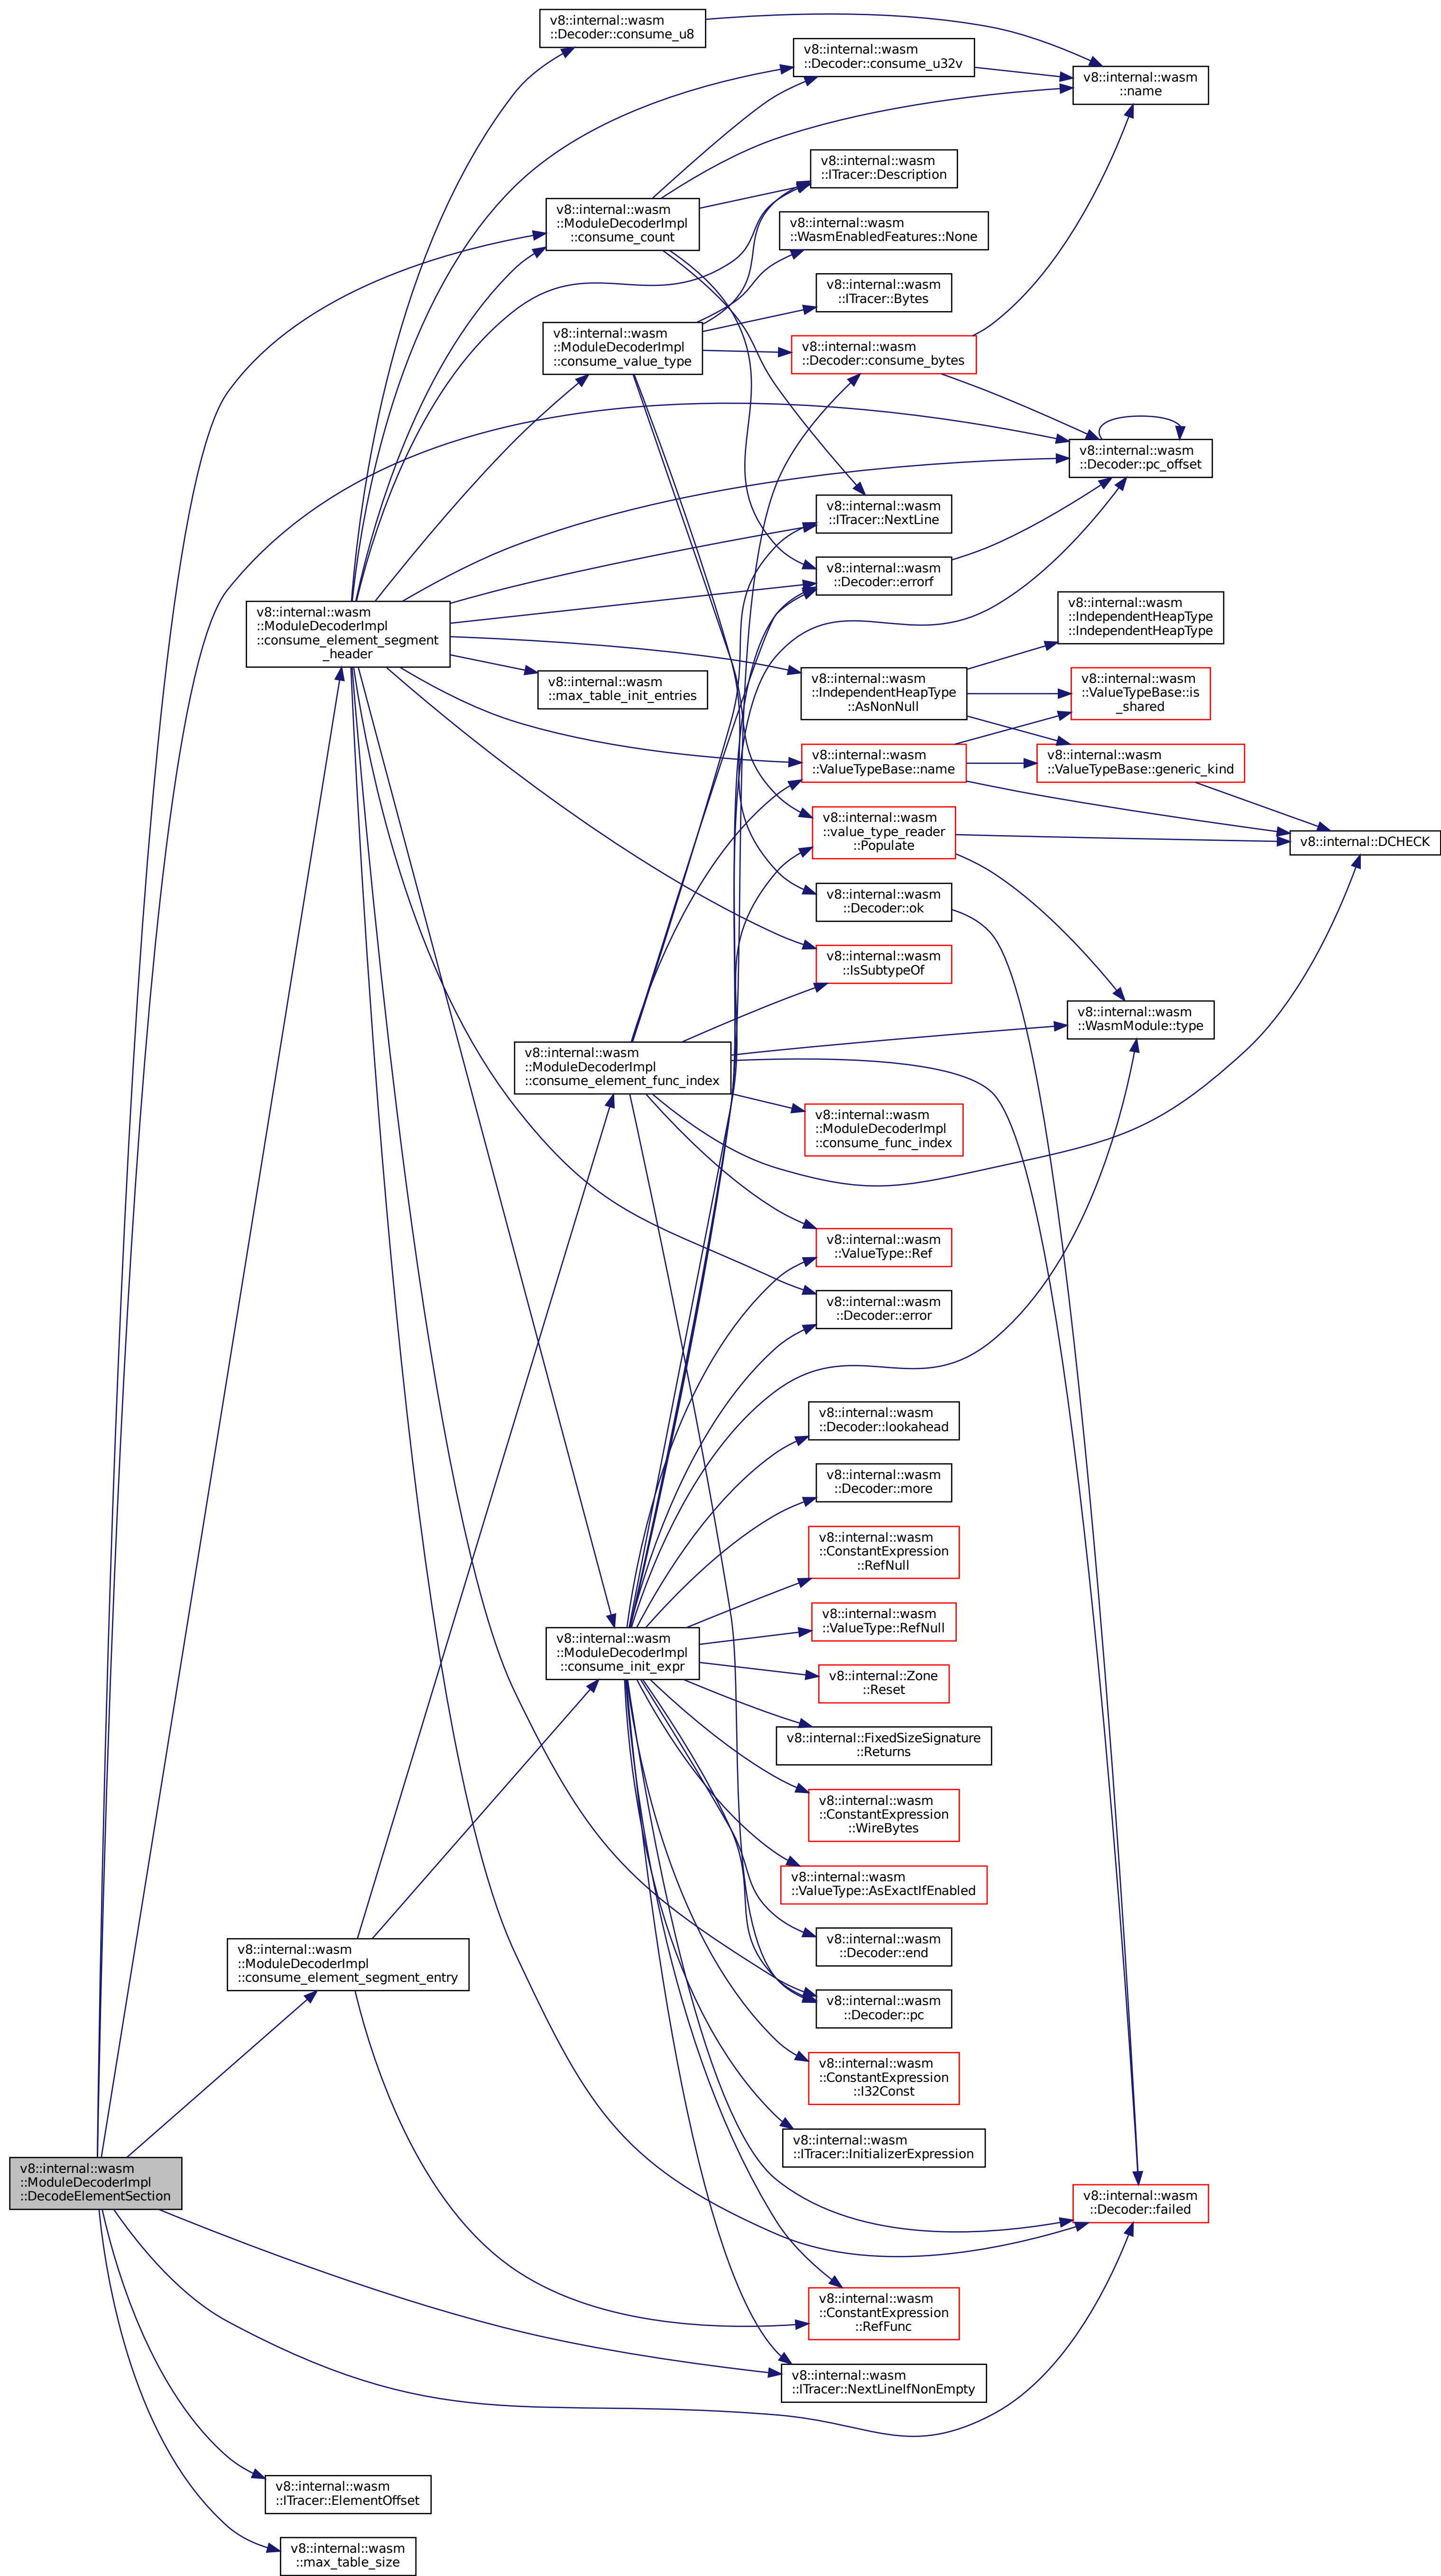 v8::internal::wasm
::Decoder::consume_u8
v8::internal::wasm
::Decoder::consume_u32v
v8::internal::wasm
::name
v8::internal::wasm
::ITracer::Description
v8::internal::wasm
::ModuleDecoderImpl
::consume_count
v8::internal::wasm
::WasmEnabledFeatures::None
v8::internal::wasm
::ITracer::Bytes
v8::internal::wasm
::ModuleDecoderImpl
::consume_value_type
v8::internal::wasm
::Decoder::consume_bytes
v8::internal::wasm
::Decoder::pc_offset
v8::internal::wasm
::ITracer::NextLine
v8::internal::wasm
::Decoder::errorf
v8::internal::wasm
::IndependentHeapType
::IndependentHeapType
v8::internal::wasm
::ModuleDecoderImpl
::consume_element_segment
_header
v8::internal::wasm
::max_table_init_entries
v8::internal::wasm
::IndependentHeapType
::AsNonNull
v8::internal::wasm
::ValueTypeBase::is
_shared
v8::internal::wasm
::ValueTypeBase::name
v8::internal::wasm
::ValueTypeBase::generic_kind
v8::internal::wasm
::value_type_reader
::Populate
v8::internal::DCHECK
v8::internal::wasm
::Decoder::ok
v8::internal::wasm
::IsSubtypeOf
v8::internal::wasm
::WasmModule::type
v8::internal::wasm
::ModuleDecoderImpl
::consume_element_func_index
v8::internal::wasm
::ModuleDecoderImpl
::consume_func_index
v8::internal::wasm
::ValueType::Ref
v8::internal::wasm
::Decoder::error
v8::internal::wasm
::Decoder::lookahead
v8::internal::wasm
::Decoder::more
v8::internal::wasm
::ConstantExpression
::RefNull
v8::internal::wasm
::ValueType::RefNull
v8::internal::wasm
::ModuleDecoderImpl
::consume_init_expr
v8::internal::Zone
::Reset
v8::internal::FixedSizeSignature
::Returns
v8::internal::wasm
::ConstantExpression
::WireBytes
v8::internal::wasm
::ValueType::AsExactIfEnabled
v8::internal::wasm
::Decoder::end
v8::internal::wasm
::ModuleDecoderImpl
::consume_element_segment_entry
v8::internal::wasm
::Decoder::pc
v8::internal::wasm
::ConstantExpression
::I32Const
v8::internal::wasm
::ITracer::InitializerExpression
v8::internal::wasm
::ModuleDecoderImpl
::DecodeElementSection
v8::internal::wasm
::Decoder::failed
v8::internal::wasm
::ConstantExpression
::RefFunc
v8::internal::wasm
::ITracer::NextLineIfNonEmpty
v8::internal::wasm
::ITracer::ElementOffset
v8::internal::wasm
::max_table_size